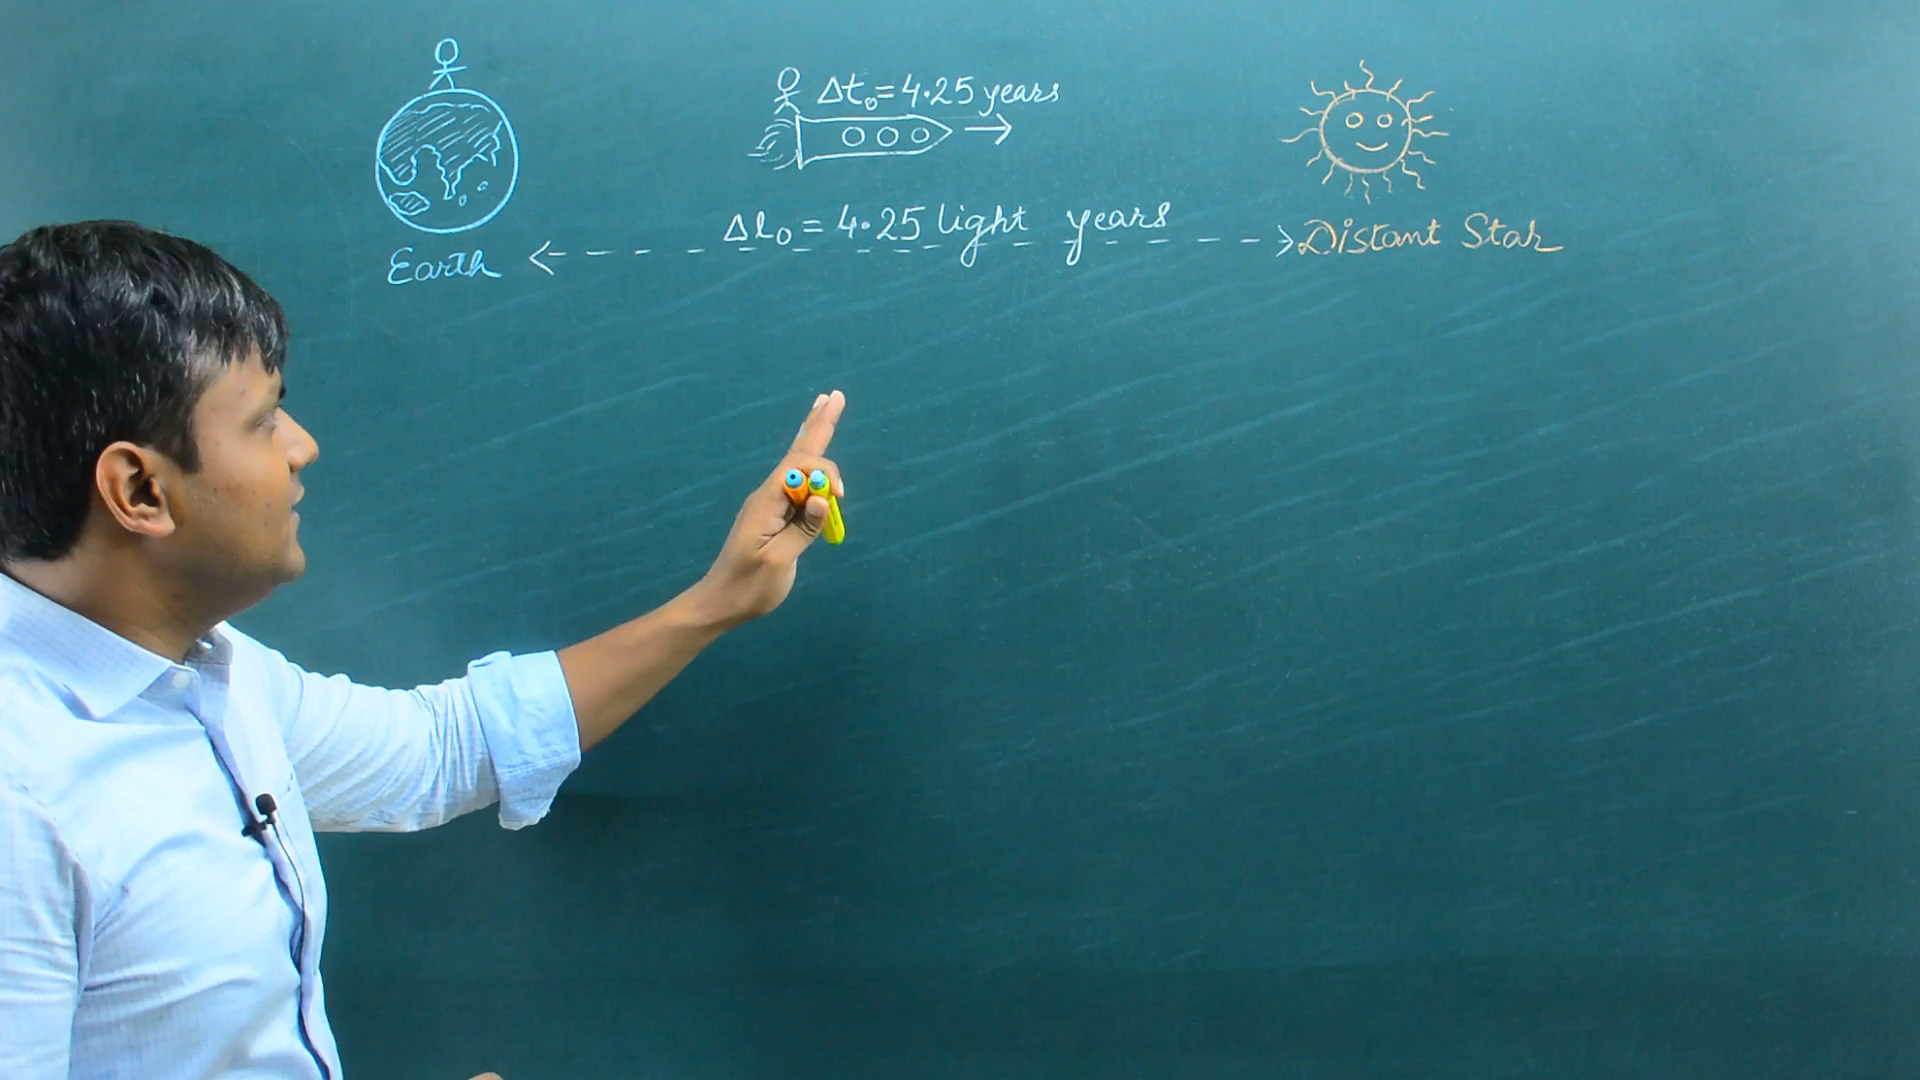 Δt₀ = 4.25 years
Δl₀ = 4.25 light years
Earth
Distant Star